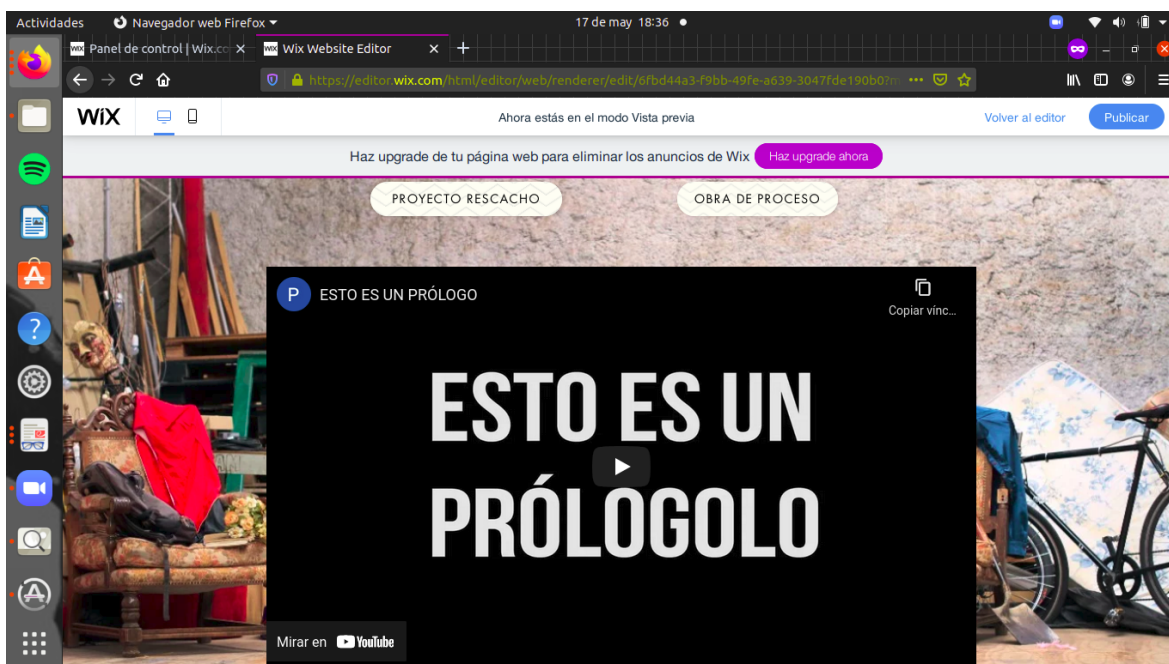 Actividades
Navegador web Firefox
17 de may 18:36
Panel de control | Wix.co
Wix Website Editor
https://editor.wix.com/html/editor/web/renderer/edit/6fbd44a3-f9bb-49fe-a639-3047fde190b0?m
WiX
Ahora estás en el modo Vista previa
Volver al editor
Publicar
Haz upgrade de tu página web para eliminar los anuncios de Wix
Haz upgrade ahora
PROYECTO RESCACHO
OBRA DE PROCESO
P
ESTO ES UN PRÓLOGO
Copiar vínc...
ESTO ES UN
PRÓLOGOLO
Mirar en YouTube